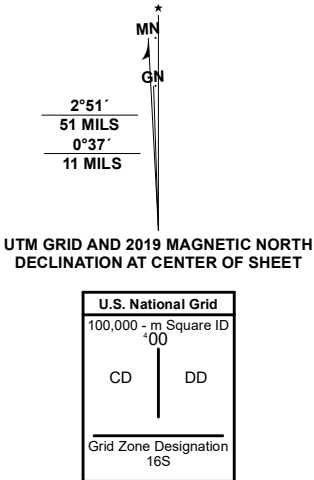 ★
MN
GN
2°51´
51 MILS
0°37´
11 MILS
UTM GRID AND 2019 MAGNETIC NORTH
DECLINATION AT CENTER OF SHEET
U.S. National Grid
100,000 - m Square ID
⁴00
CD DD
Grid Zone Designation
16S